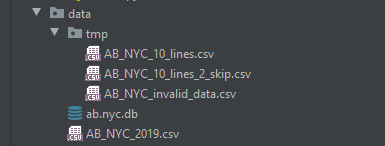 data
tmp
AB_NYC_10_lines.csv
AB_NYC_10_lines_2_skip.csv
AB_NYC_invalid_data.csv
ab.nyc.db
AB_NYC_2019.csv